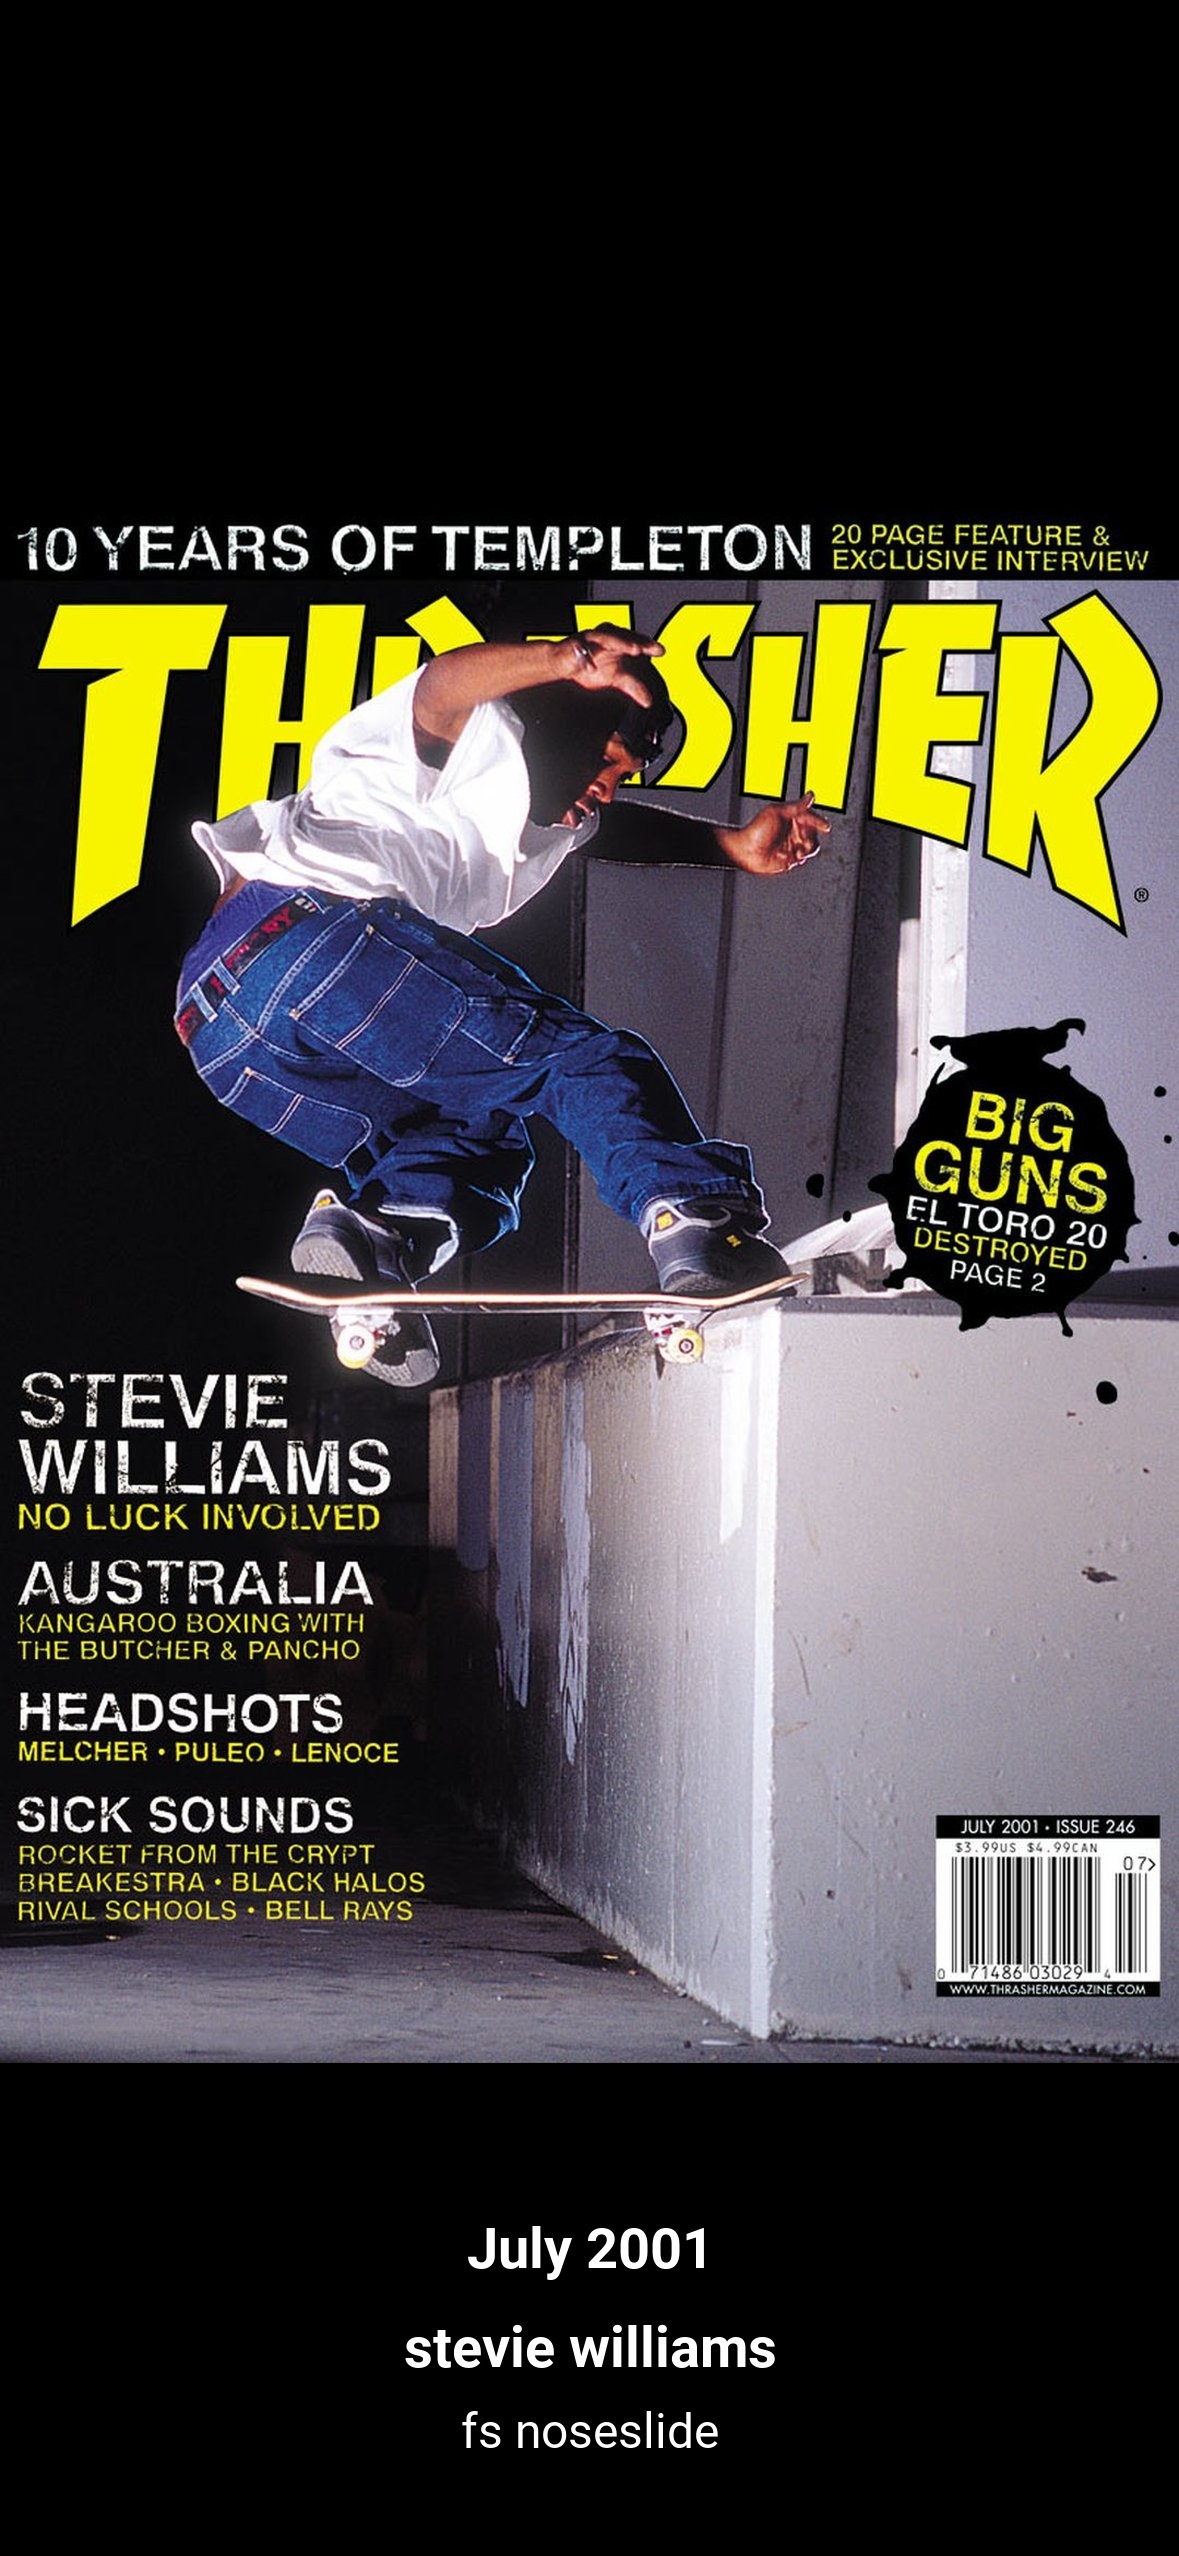 10 YEARS OF TEMPLETON
20 PAGE FEATURE &
EXCLUSIVE INTERVIEW
THRASHER
®
BIG
GUNS
EL TORO 20
DESTROYED
PAGE 2
STEVIE
WILLIAMS
NO LUCK INVOLVED
AUSTRALIA
KANGAROO BOXING WITH
THE BUTCHER & PANCHO
HEADSHOTS
MELCHER • PULEO • LENOCE
SICK SOUNDS
ROCKET FROM THE CRYPT
BREAKESTRA • BLACK HALOS
RIVAL SCHOOLS • BELL RAYS
JULY 2001 • ISSUE 246
$3.99US $4.99CAN
07>
0 71486 03029 4
WWW.THRASHERMAGAZINE.COM
July 2001
stevie williams
fs noseslide